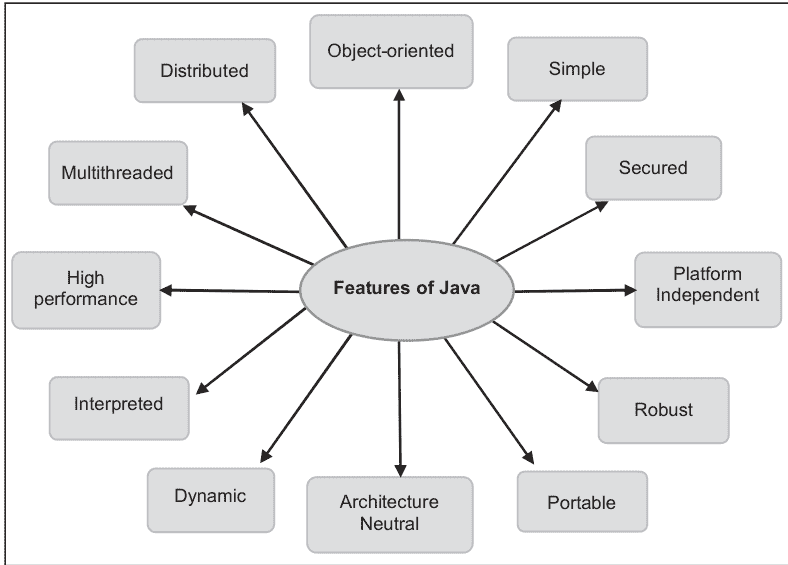 Object-oriented
Distributed
Simple
Multithreaded
Secured
High
performance
Features of Java
Platform
Independent
Interpreted
Robust
Dynamic
Architecture
Neutral
Portable